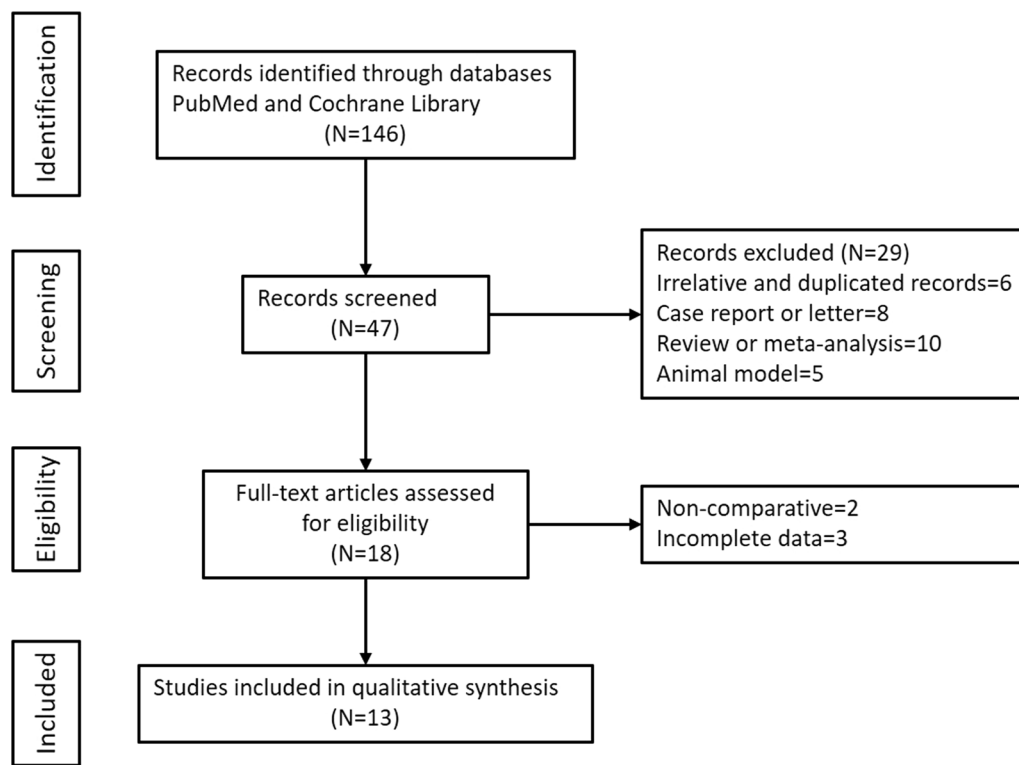 Identification
Records identified through databases
PubMed and Cochrane Library
(N=146)
Screening
Records screened
(N=47)
Records excluded (N=29)
Irrelative and duplicated records=6
Case report or letter=8
Review or meta-analysis=10
Animal model=5
Eligibility
Full-text articles assessed
for eligibility
(N=18)
Non-comparative=2
Incomplete data=3
Included
Studies included in qualitative synthesis
(N=13)